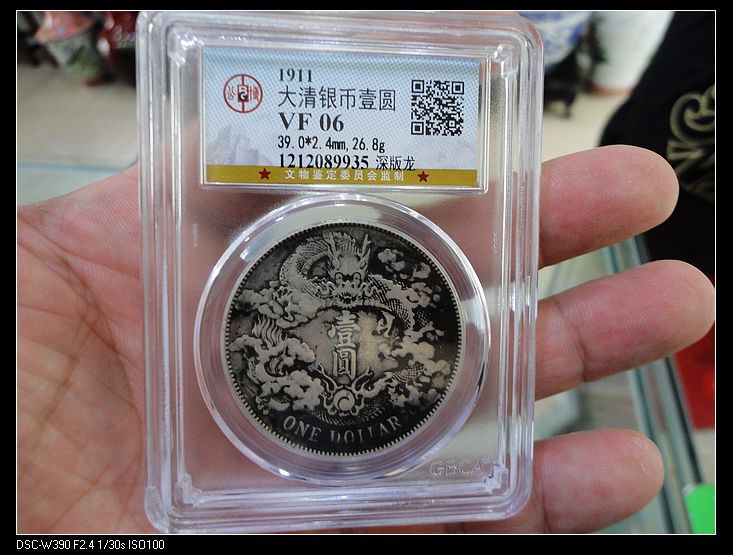 1911
大清银币壹圆
VF 06
39.0*2.4mm,26.8g
1212089935 深版龙
文物鉴定委员会监制
壹
圆
ONE DOLLAR
GBCA
DSC-W390 F2.4 1/30s ISO100